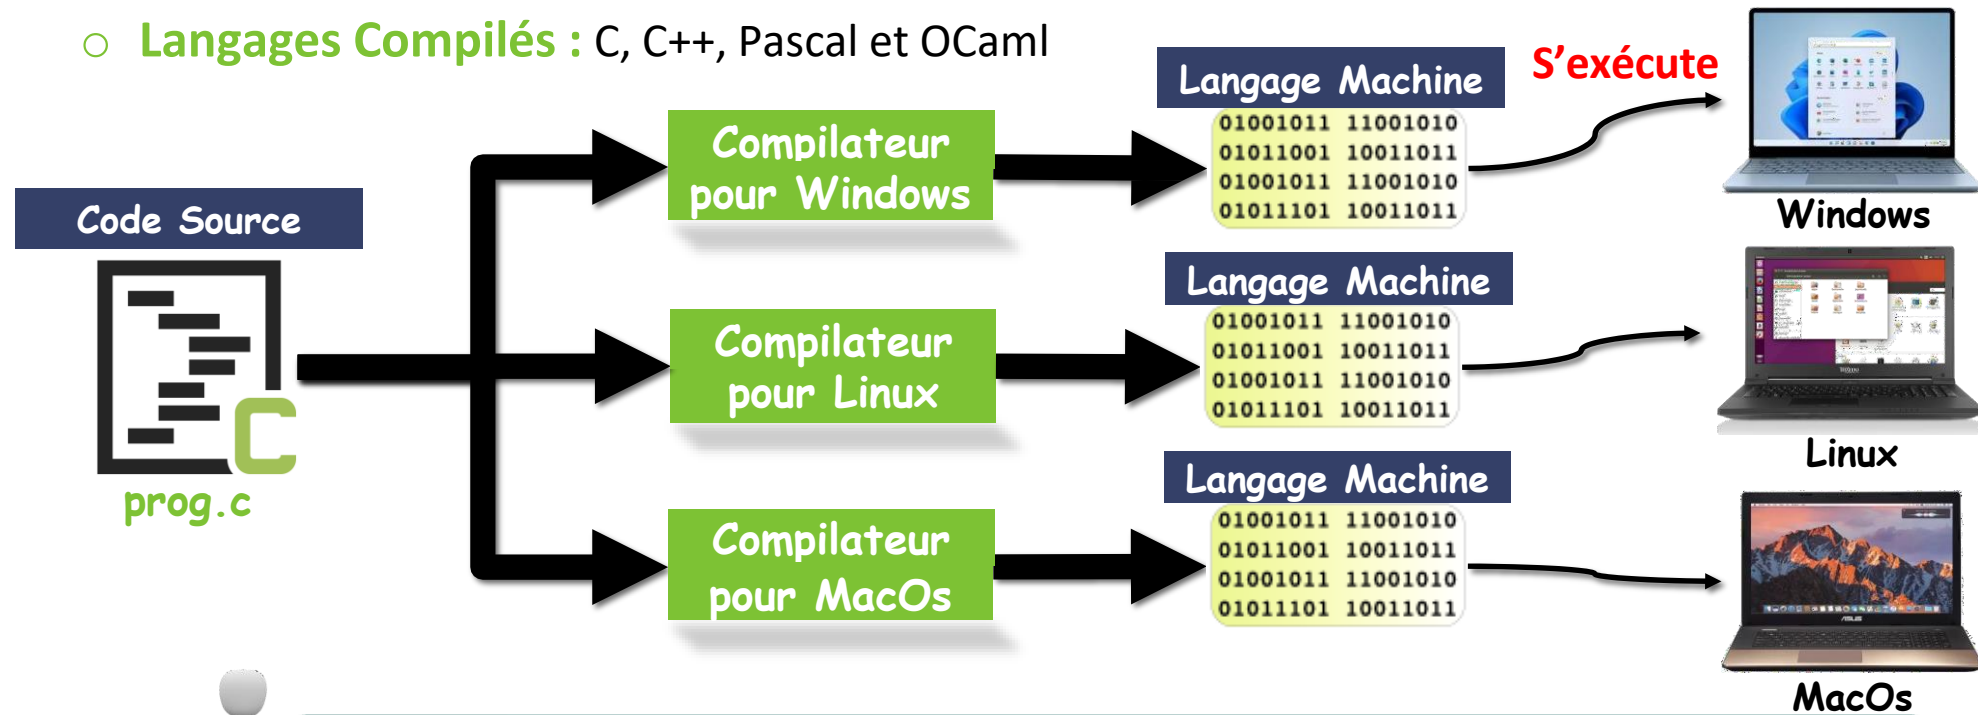 o Langages Compilés : C, C++, Pascal et OCaml
Code Source
prog.c
Compilateur
pour Windows
Langage Machine
01001011 11001010
01011001 10011011
01001011 11001010
01011101 10011011
S’exécute
Windows
Compilateur
pour Linux
Langage Machine
01001011 11001010
01011001 10011011
01001011 11001010
01011101 10011011
Linux
Compilateur
pour MacOs
Langage Machine
01001011 11001010
01011001 10011011
01001011 11001010
01011101 10011011
ASUS
MacOs